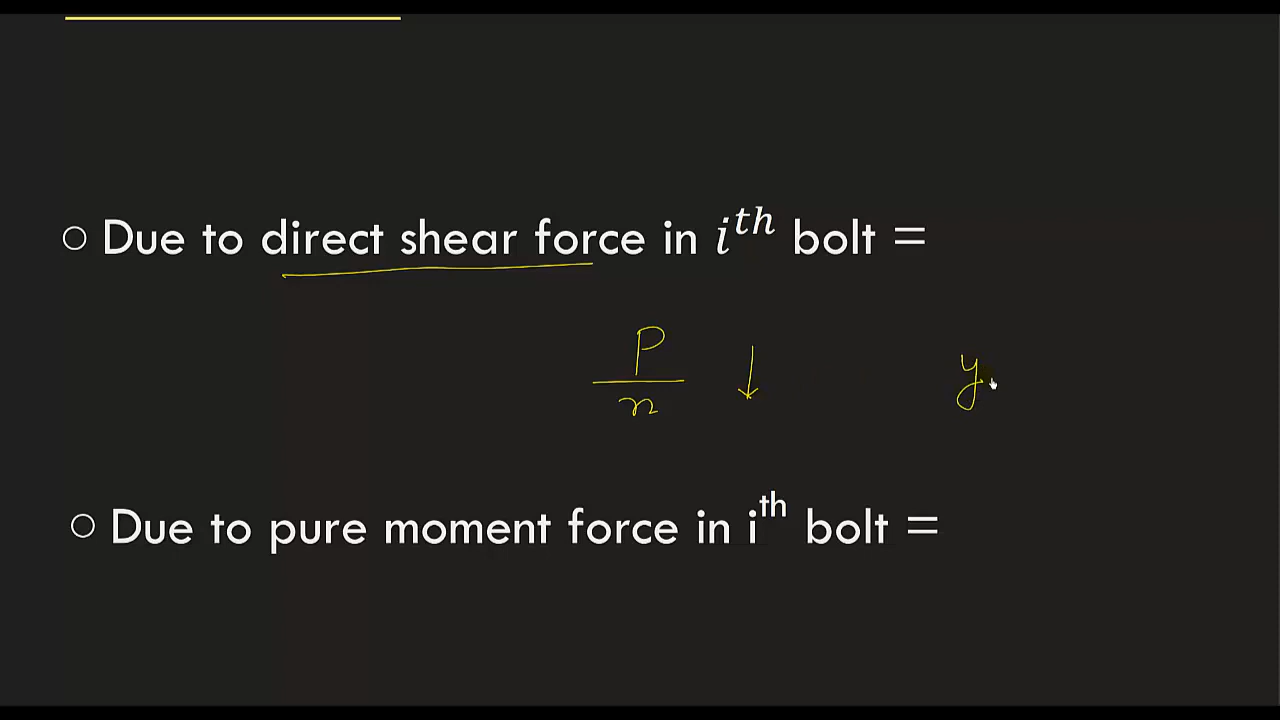 ○ Due to direct shear force in i^th bolt =
P/n ↓ y
○ Due to pure moment force in i^th bolt =